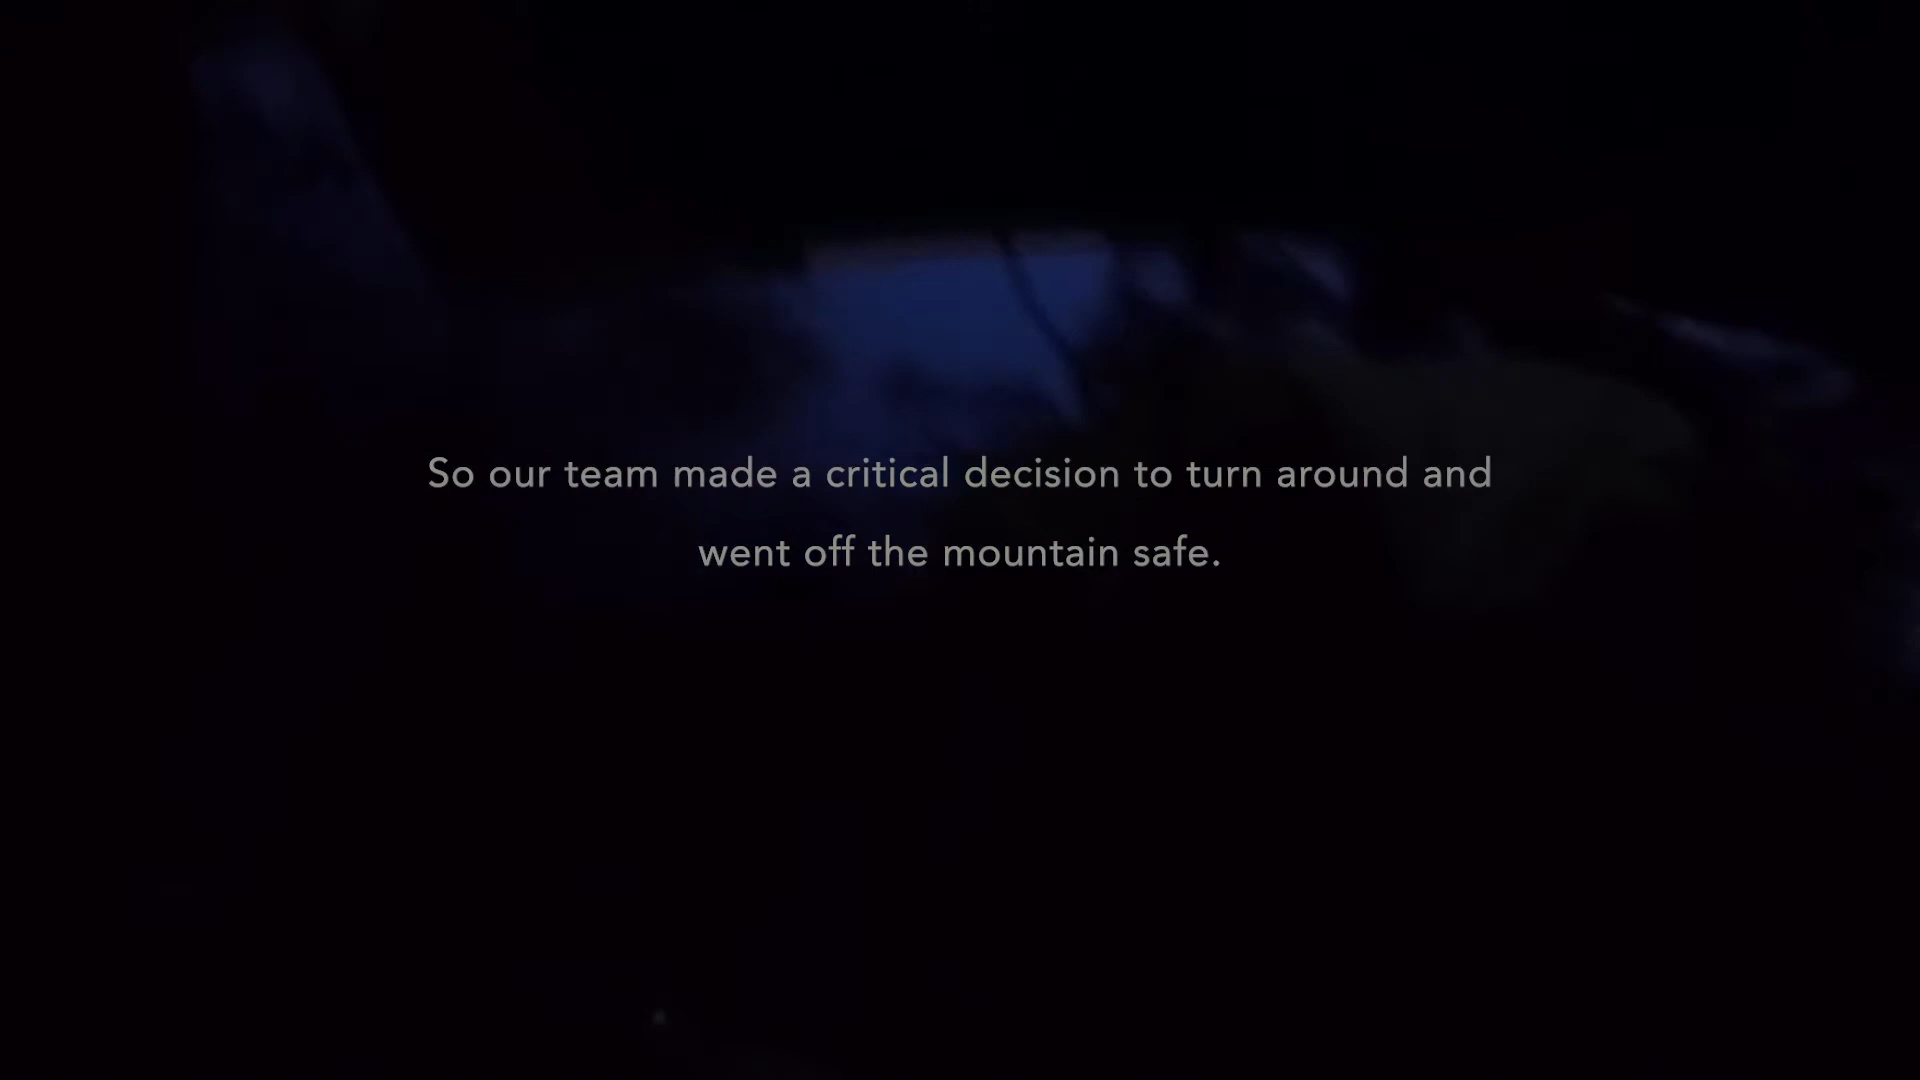 So our team made a critical decision to turn around and
went off the mountain safe.